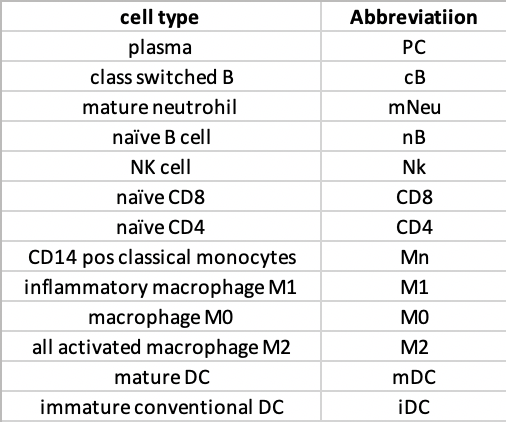 cell type Abbreviatiion
plasma PC
class switched B cB
mature neutrohil mNeu
naïve B cell nB
NK cell Nk
naïve CD8 CD8
naïve CD4 CD4
CD14 pos classical monocytes Mn
inflammatory macrophage M1 M1
macrophage M0 M0
all activated macrophage M2 M2
mature DC mDC
immature conventional DC iDC